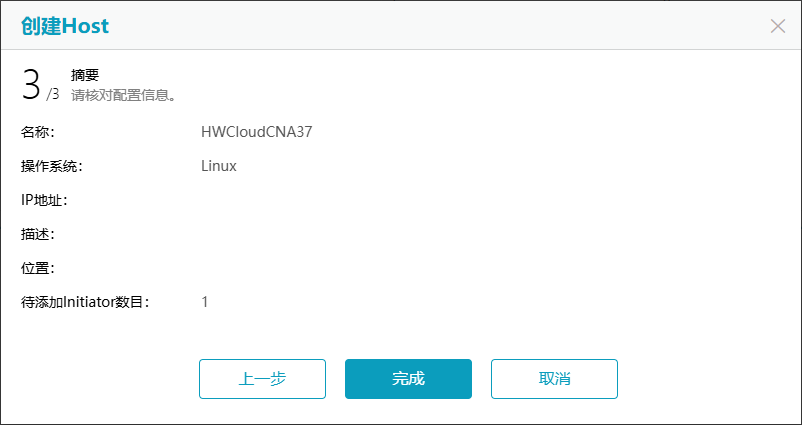 创建Host
3 /3 摘要
请核对配置信息。
名称： HWCloudCNA37
操作系统： Linux
IP地址：
描述：
位置：
待添加Initiator数目： 1
上一步 完成 取消